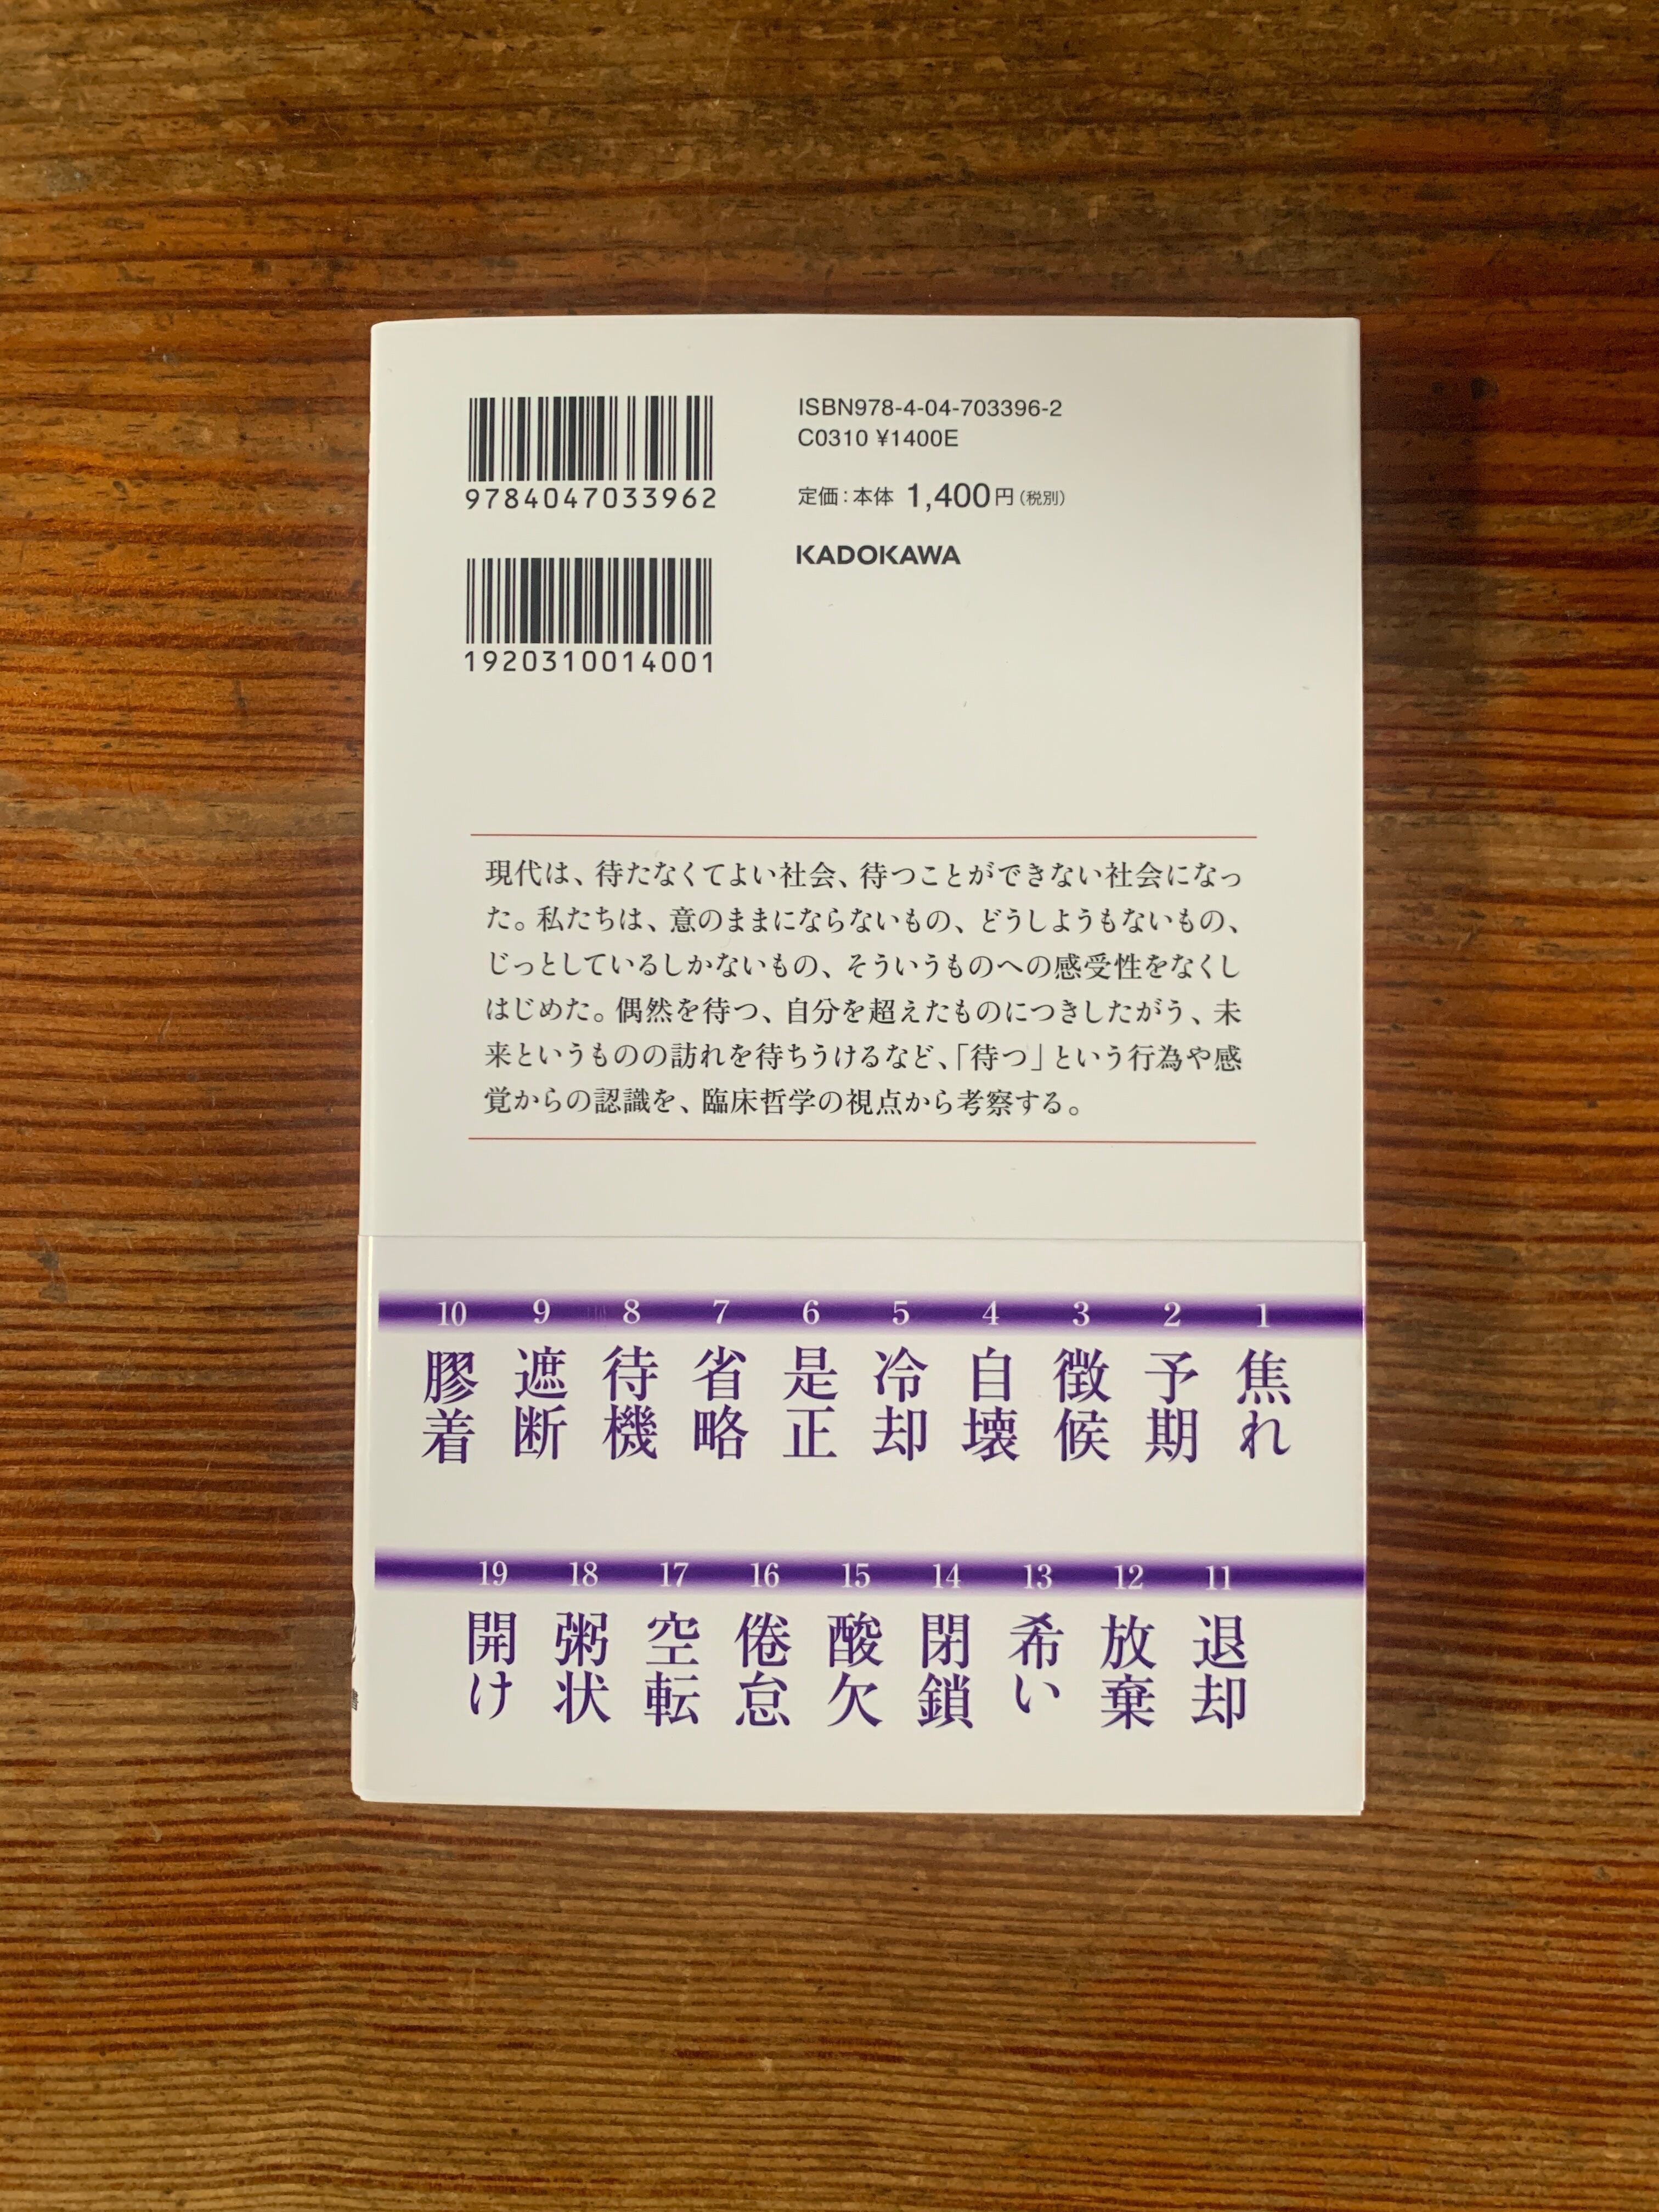 9784047033962
1920310014001
ISBN978-4-04-703396-2
C0310 ¥1400E
定価：本体 1,400円（税別）
KADOKAWA
現代は、待たなくてよい社会、待つことができない社会になっ
た。私たちは、意のままにならないもの、どうしようもないもの、
じっとしているしかないもの、そういうものへの感受性をなくし
はじめた。偶然を待つ、自分を超えたものにつきしたがう、未
来というものの訪れを待ちうけるなど、「待つ」という行為や感
覚からの認識を、臨床哲学の視点から考察する。
1 焦れ
2 予期
3 徴候
4 自壊
5 冷却
6 是正
7 省略
8 待機
9 遮断
10 膠着
11 退却
12 放棄
13 希い
14 閉鎖
15 酸欠
16 倦怠
17 空転
18 粥状
19 開け